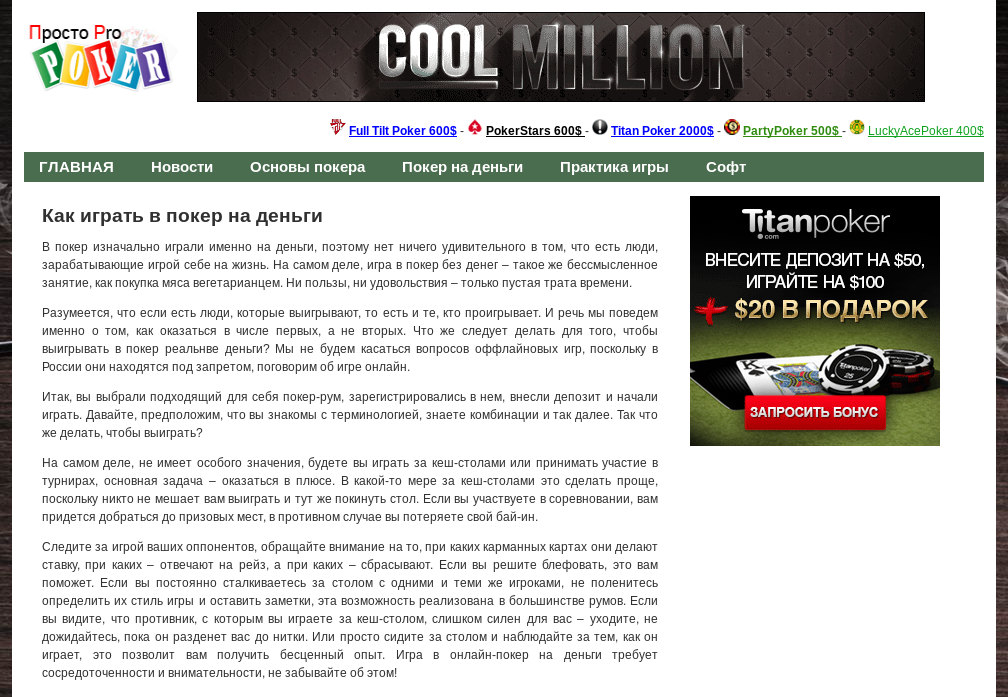 Просто Pro
POKER
COOL MILLION
Full Tilt Poker 600$ - PokerStars 600$ - Titan Poker 2000$ - PartyPoker 500$ - LuckyAcePoker 400$
ГЛАВНАЯ Новости Основы покера Покер на деньги Практика игры Софт
Как играть в покер на деньги
В покер изначально играли именно на деньги, поэтому нет ничего удивительного в том, что есть люди,
зарабатывающие игрой себе на жизнь. На самом деле, игра в покер без денег – такое же бессмысленное
занятие, как покупка мяса вегетарианцем. Ни пользы, ни удовольствия – только пустая трата времени.
Разумеется, что если есть люди, которые выигрывают, то есть и те, кто проигрывает. И речь мы поведем
именно о том, как оказаться в числе первых, а не вторых. Что же следует делать для того, чтобы
выигрывать в покер реальнве деньги? Мы не будем касаться вопросов оффлайновых игр, поскольку в
России они находятся под запретом, поговорим об игре онлайн.
Итак, вы выбрали подходящий для себя покер-рум, зарегистрировались в нем, внесли депозит и начали
играть. Давайте, предположим, что вы знакомы с терминологией, знаете комбинации и так далее. Так что
же делать, чтобы выиграть?
На самом деле, не имеет особого значения, будете вы играть за кеш-столами или принимать участие в
турнирах, основная задача – оказаться в плюсе. В какой-то мере за кеш-столами это сделать проще,
поскольку никто не мешает вам выиграть и тут же покинуть стол. Если вы участвуете в соревновании, вам
придется добраться до призовых мест, в противном случае вы потеряете свой бай-ин.
Следите за игрой ваших оппонентов, обращайте внимание на то, при каких карманных картах они делают
ставку, при каких – отвечают на рейз, а при каких – сбрасывают. Если вы решите блефовать, это вам
поможет. Если вы постоянно сталкиваетесь за столом с одними и теми же игроками, не поленитесь
определить их стиль игры и оставить заметки, эта возможность реализована в большинстве румов. Если
вы видите, что противник, с которым вы играете за кеш-столом, слишком силен для вас – уходите, не
дожидайтесь, пока он разденет вас до нитки. Или просто сидите за столом и наблюдайте за тем, как он
играет, это позволит вам получить бесценный опыт. Игра в онлайн-покер на деньги требует
сосредоточенности и внимательности, не забывайте об этом!
Titanpoker
.com
ВНЕСИТЕ ДЕПОЗИТ НА $50,
ИГРАЙТЕ НА $100
+ $20 В ПОДАРОК
K
titanpoker
25
ЗАПРОСИТЬ БОНУС